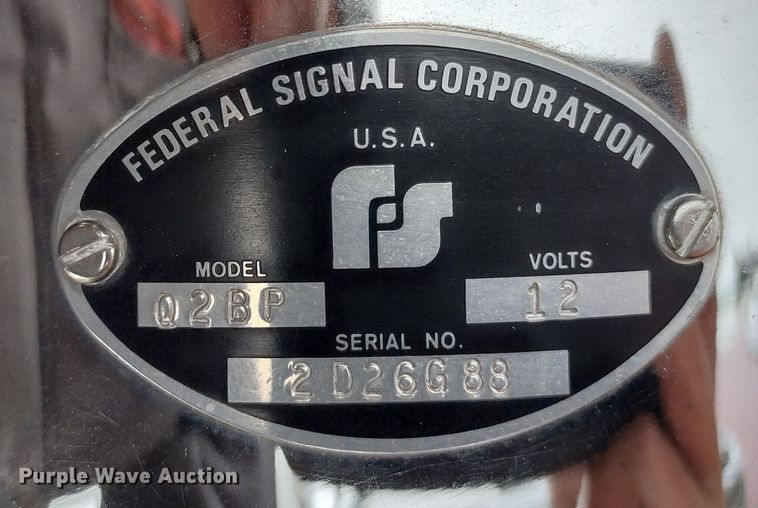 FEDERAL SIGNAL CORPORATION
U.S.A.
FS
MODEL
Q2BP
VOLTS
12
SERIAL NO.
2D26G88
Purple Wave Auction